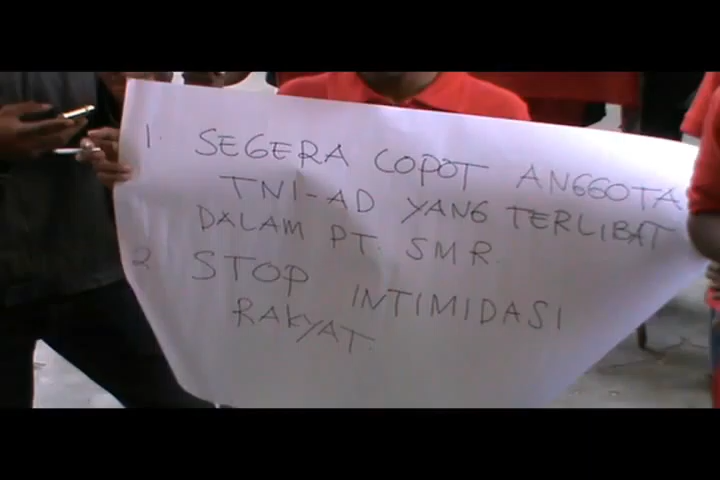 1. SEGERA COPOT ANGGOTA
TNI-AD YANG TERLIBAT
DALAM PT. SMR
2. STOP INTIMIDASI
RAKYAT.